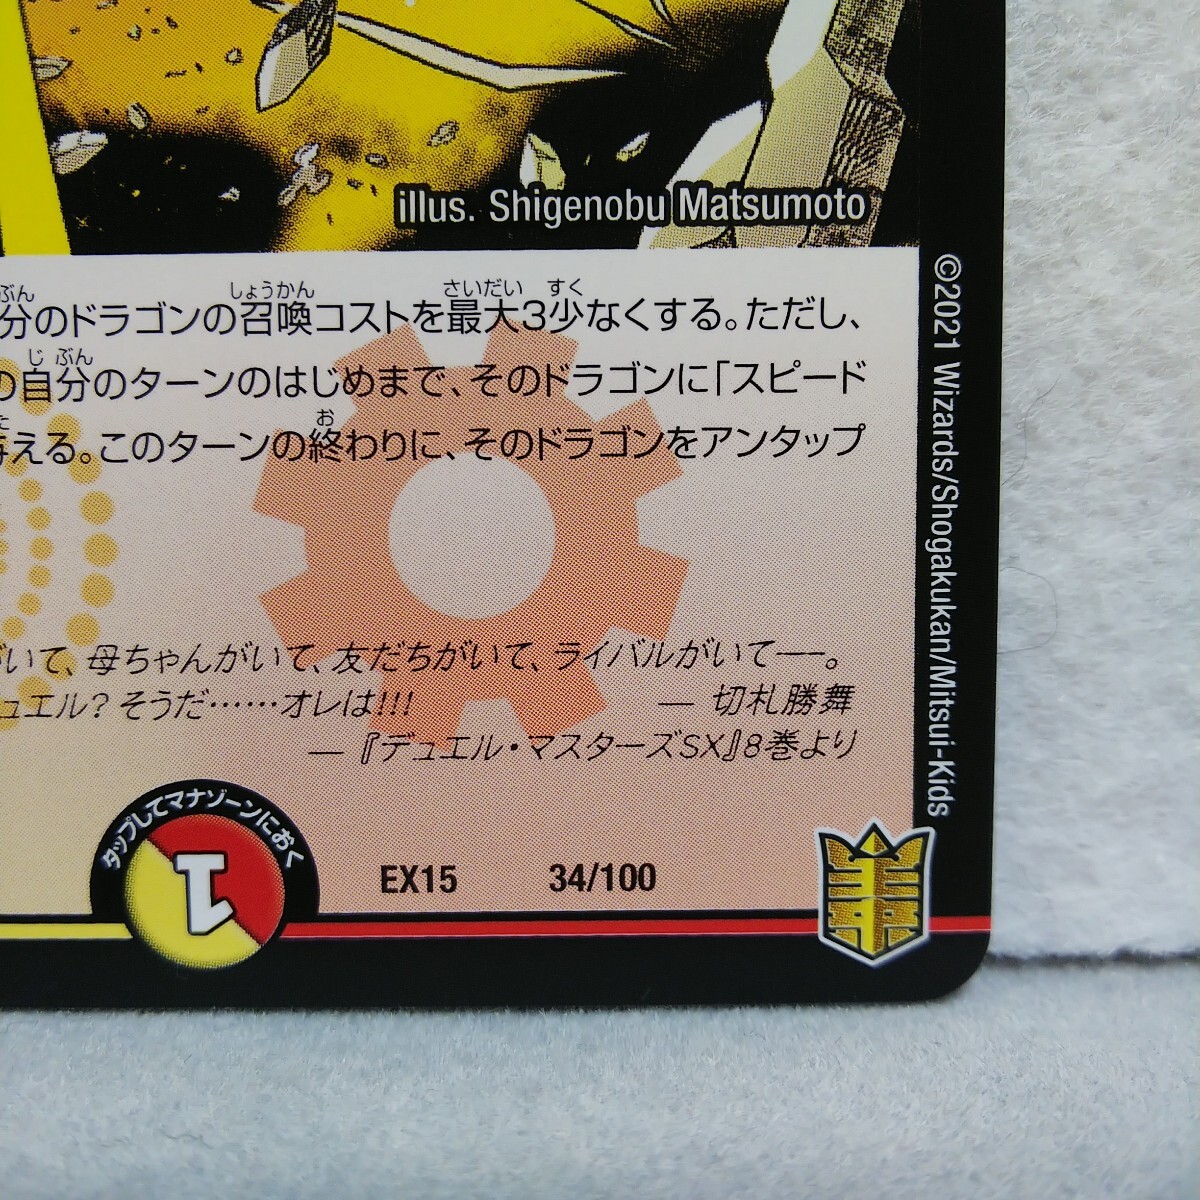 illus. Shigenobu Matsumoto
分のドラゴンの召喚コストを最大3少なくする。ただし、
の自分のターンのはじめまで、そのドラゴンに「スピード
える。このターンの終わりに、そのドラゴンをアンタップ
がいて、母ちゃんがいて、友だちがいて、ライバルがいて――。
ュエル?そうだ……オレは!!! ― 切札勝舞
―『デュエル・マスターズSX』8巻より
タップしてマナゾーンにおく
1
EX15 34/100
©2021 Wizards/Shogakukan/Mitsui-Kids